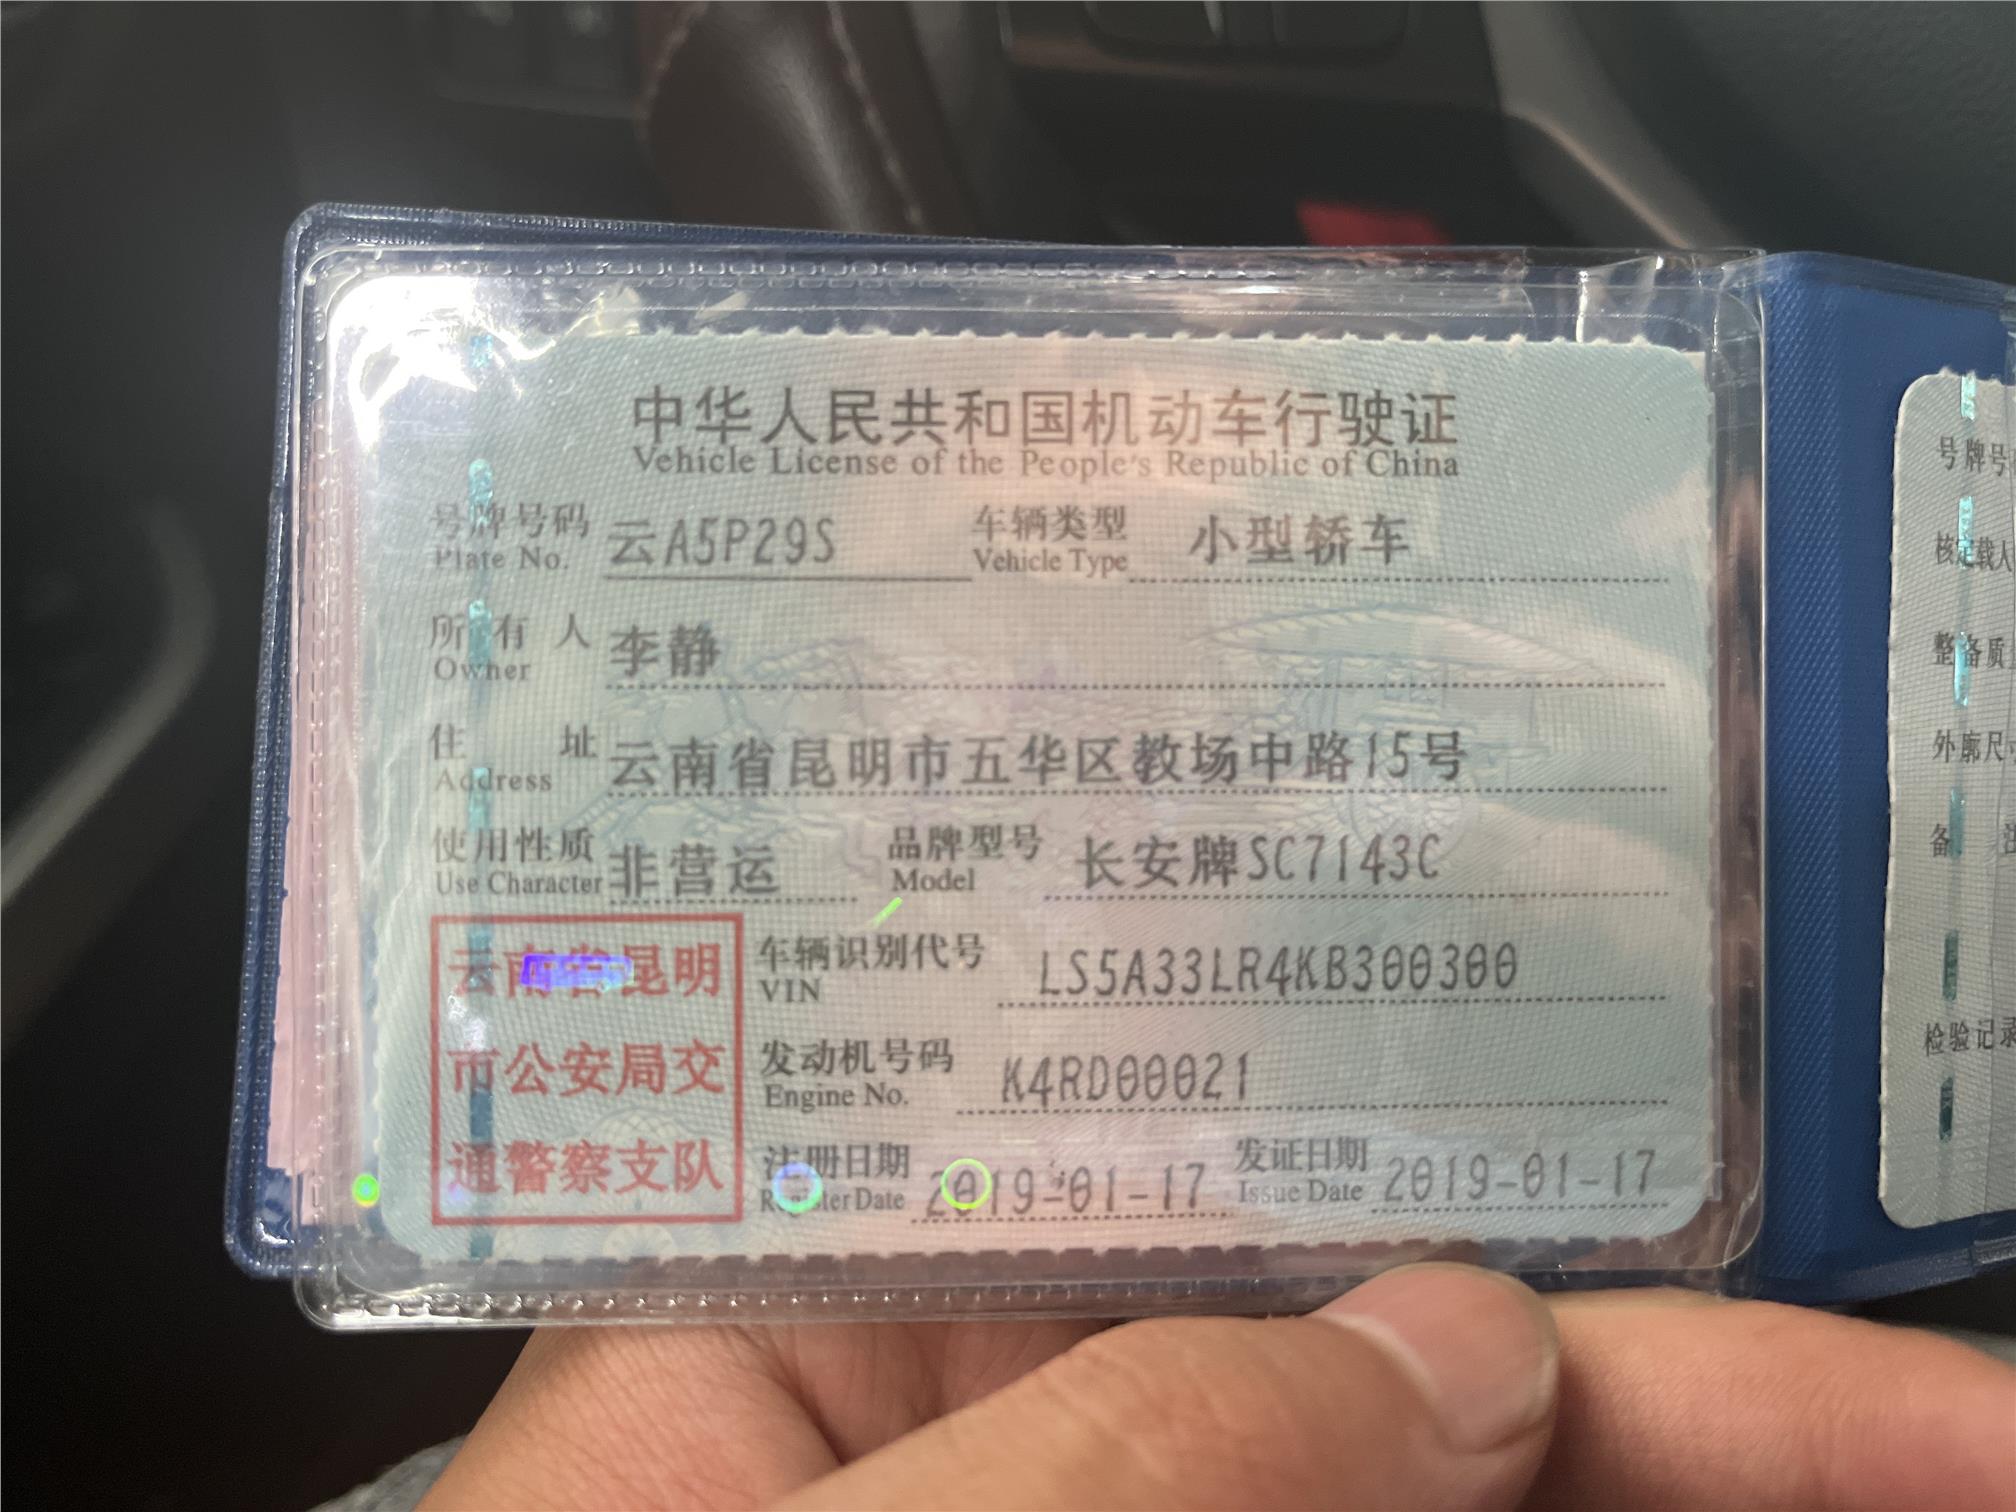 中华人民共和国机动车行驶证
Vehicle License of the People's Republic of China
号牌号码 云A5P29S 车辆类型 小型轿车
Plate No. Vehicle Type
所有人 李静
Owner
住址 云南省昆明市五华区教场中路15号
Address
使用性质 非营运 品牌型号 长安牌SC7143C
Use Character Model
云南省昆明
市公安局交
通警察支队
车辆识别代号 LS5A33LR4KB300300
VIN
发动机号码 K4RD00021
Engine No.
注册日期 2019-01-17 发证日期 2019-01-17
Register Date Issue Date
号牌号
核定载人
整备质
外廓尺
备
检验记录